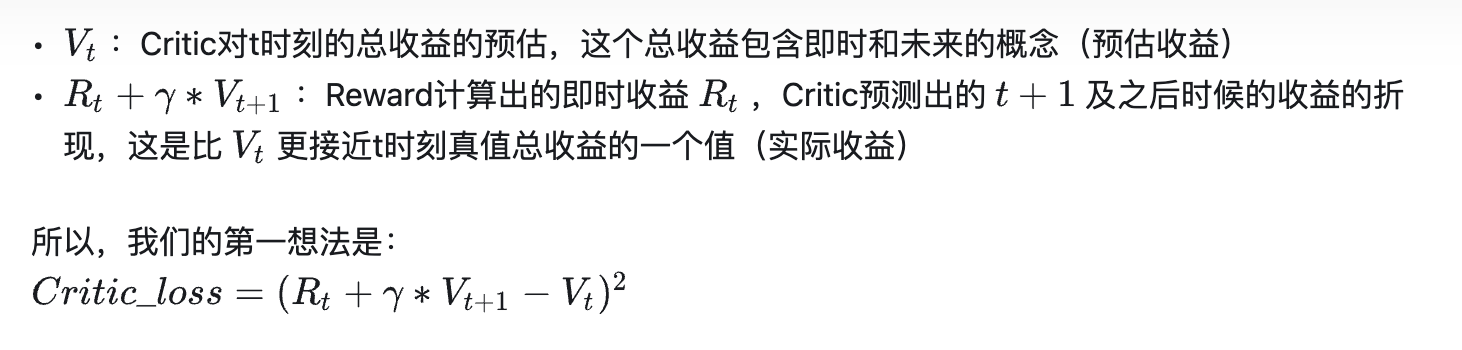 • $V_t$： Critic对t时刻的总收益的预估，这个总收益包含即时和未来的概念（预估收益）
• $R_t + \gamma * V_{t+1}$： Reward计算出的即时收益 $R_t$ ，Critic预测出的 $t + 1$ 及之后时候的收益的折
现，这是比 $V_t$ 更接近t时刻真值总收益的一个值（实际收益）
所以，我们的第一想法是：
$Critic\_loss = (R_t + \gamma * V_{t+1} - V_t)^2$